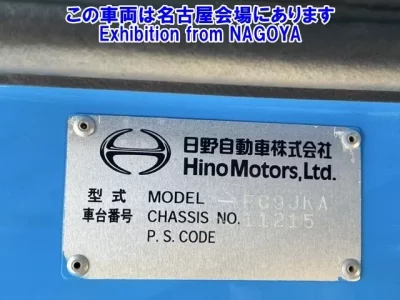 この車両は名古屋会場にあります
Exhibition from NAGOYA
日野自動車株式会社
Hino Motors, Ltd.
型式 MODEL -FC9JKA
車台番号 CHASSIS NO. 11215
P.S. CODE